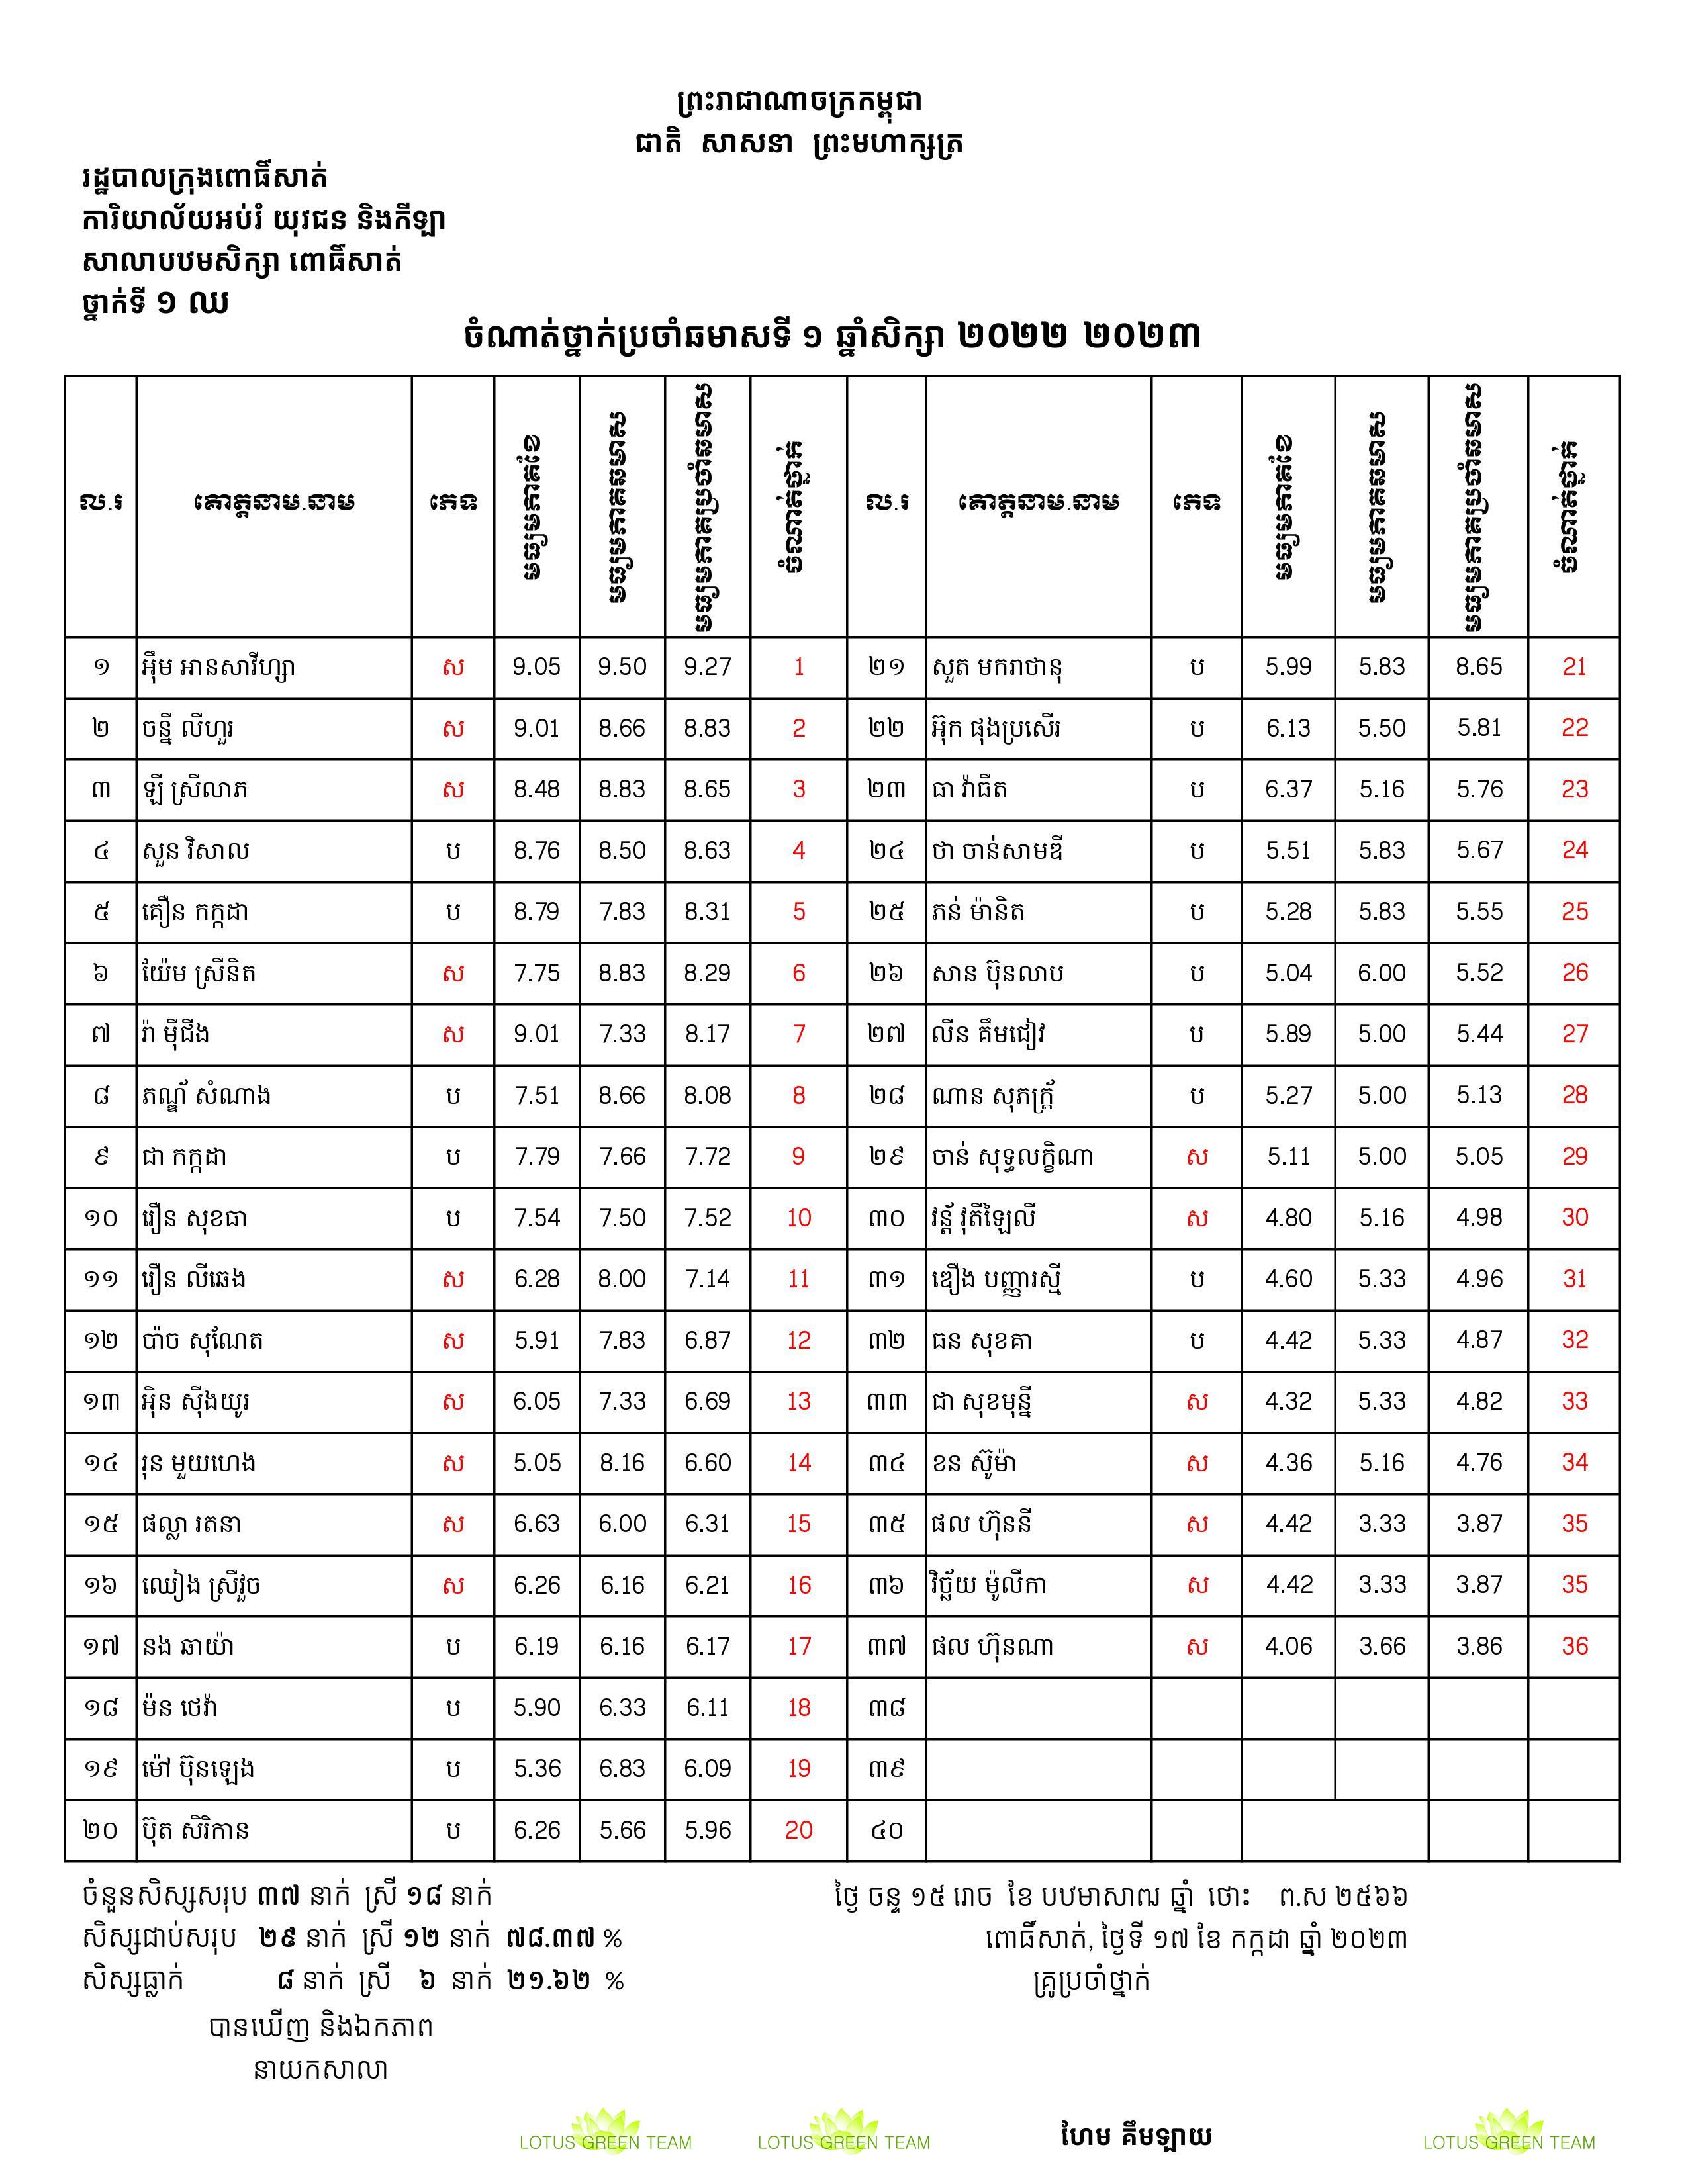 ព្រះរាជាណាចក្រកម្ពុជា
ជាតិ សាសនា ព្រះមហាក្សត្រ
រដ្ឋបាលក្រុងពោធិ៍សាត់
ការិយាល័យអប់រំ យុវជន និងកីឡា
សាលាបឋមសិក្សា ពោធិ៍សាត់
ថ្នាក់ទី ១ ឈ
ចំណាត់ថ្នាក់ប្រចាំឆមាសទី ១ ឆ្នាំសិក្សា ២០២២ ២០២៣
ល.រ គោត្តនាម.នាម ភេទ មធ្យមភាគខែ មធ្យមភាគឆមាស មធ្យមភាគប្រចាំឆមាស ចំណាត់ថ្នាក់ ល.រ គោត្តនាម.នាម ភេទ មធ្យមភាគខែ មធ្យមភាគឆមាស មធ្យមភាគប្រចាំឆមាស ចំណាត់ថ្នាក់
១ អ៊ឹម អានសាវីហ្សា ស 9.05 9.50 9.27 1 ២១ សួត មករាថានុ ប 5.99 5.83 8.65 21
២ ចន្នី លីហួរ ស 9.01 8.66 8.83 2 ២២ អ៊ុក ផុងប្រសើរ ប 6.13 5.50 5.81 22
៣ ឡី ស្រីលាភ ស 8.48 8.83 8.65 3 ២៣ ធា វ៉ាធីត ប 6.37 5.16 5.76 23
៤ សួន វិសាល ប 8.76 8.50 8.63 4 ២៤ ថា ចាន់សាមឌី ប 5.51 5.83 5.67 24
៥ គឿន កក្កដា ប 8.79 7.83 8.31 5 ២៥ ភន់ ម៉ានិត ប 5.28 5.83 5.55 25
៦ យ៉ែម ស្រីនិត ស 7.75 8.83 8.29 6 ២៦ សាន ប៊ុនលាប ប 5.04 6.00 5.52 26
៧ រ៉ា ម៉ីជីង ស 9.01 7.33 8.17 7 ២៧ លីន គឹមជៀវ ប 5.89 5.00 5.44 27
៨ ភណ្ឌ័ សំណាង ប 7.51 8.66 8.08 8 ២៨ ណាន សុភក្រ្ត័ ប 5.27 5.00 5.13 28
៩ ជា កក្កដា ប 7.79 7.66 7.72 9 ២៩ ចាន់ សុទ្ធលក្ខិណា ស 5.11 5.00 5.05 29
១០ រឿន សុខធា ប 7.54 7.50 7.52 10 ៣០ វន្ត័ វុតីឡៃលី ស 4.80 5.16 4.98 30
១១ រឿន លីឆេង ស 6.28 8.00 7.14 11 ៣១ ឌឿង បញ្ញារស្មី ប 4.60 5.33 4.96 31
១២ ប៉ាច សុណែត ស 5.91 7.83 6.87 12 ៣២ ធន សុខគា ប 4.42 5.33 4.87 32
១៣ អ៊ិន ស៊ីងយូរ ស 6.05 7.33 6.69 13 ៣៣ ជា សុខមុន្នី ស 4.32 5.33 4.82 33
១៤ រុន មួយហេង ស 5.05 8.16 6.60 14 ៣៤ ខន ស៊ូម៉ា ស 4.36 5.16 4.76 34
១៥ ផល្លា រតនា ស 6.63 6.00 6.31 15 ៣៥ ផល ហ៊ុននី ស 4.42 3.33 3.87 35
១៦ ឈៀង ស្រីវួច ស 6.26 6.16 6.21 16 ៣៦ វិច្ឆ័យ ម៉ូលីកា ស 4.42 3.33 3.87 35
១៧ នង ឆាយ៉ា ប 6.19 6.16 6.17 17 ៣៧ ផល ហ៊ុនណា ស 4.06 3.66 3.86 36
១៨ ម៉ន ថេវ៉ា ប 5.90 6.33 6.11 18 ៣៨
១៩ ម៉ៅ ប៊ុនឡេង ប 5.36 6.83 6.09 19 ៣៩
២០ ប៊ុត សិរិកាន ប 6.26 5.66 5.96 20 ៤០
ចំនួនសិស្សសរុប ៣៧ នាក់ ស្រី ១៨ នាក់
ថ្ងៃ ចន្ទ ១៥ រោច ខែ បឋមាសាឍ ឆ្នាំ ថោះ ព.ស ២៥៦៦
សិស្សជាប់សរុប ២៩ នាក់ ស្រី ១២ នាក់ ៧៨.៣៧ %
ពោធិ៍សាត់, ថ្ងៃទី ១៧ ខែ កក្កដា ឆ្នាំ ២០២៣
សិស្សធ្លាក់ ៨ នាក់ ស្រី ៦ នាក់ ២១.៦២ %
គ្រូប្រចាំថ្នាក់
បានឃើញ និងឯកភាព
នាយកសាលា
ហែម គឹមឡាយ
LOTUS GREEN TEAM LOTUS GREEN TEAM LOTUS GREEN TEAM